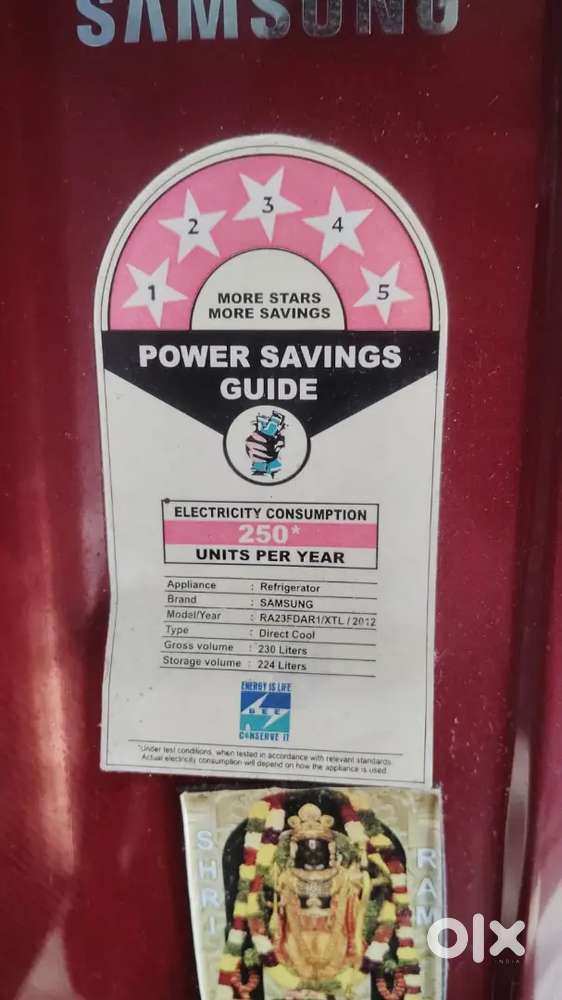 SAMSUNG
1
2
3
4
5
MORE STARS
MORE SAVINGS
POWER SAVINGS
GUIDE
ELECTRICITY CONSUMPTION
250*
UNITS PER YEAR
Appliance : Refrigerator
Brand : SAMSUNG
Model/Year : RA23FDAR1/XTL / 2012
Type : Direct Cool
Gross volume : 230 Liters
Storage volume : 224 Liters
ENERGY IS LIFE
BEE
CONSERVE IT
*Under test conditions, when tested in accordance with relevant standards.
Actual electricity consumption will depend on how the appliance is used.
SHRI
RAM
olx
INDIA